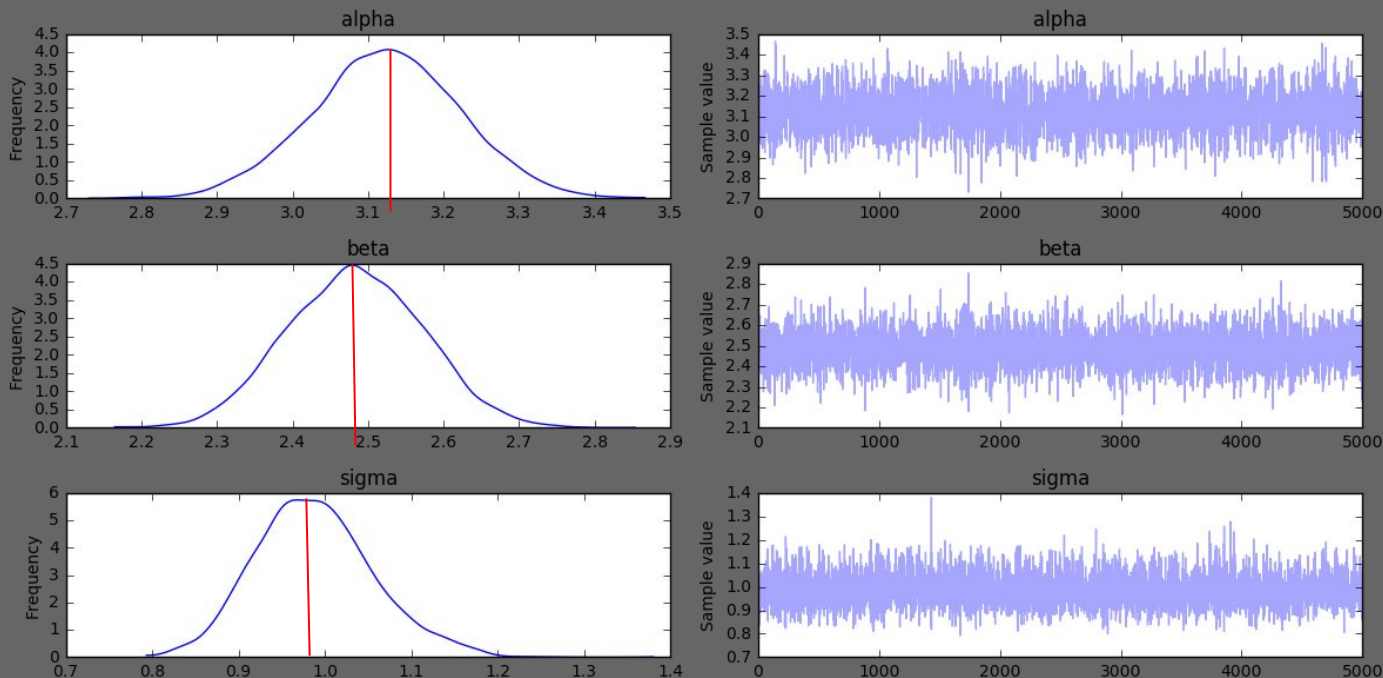 alpha
4.5
4.0
3.5
3.0
2.5
2.0
1.5
1.0
0.5
0.0
Frequency
2.7 2.8 2.9 3.0 3.1 3.2 3.3 3.4 3.5
alpha
3.5
3.4
3.3
3.2
3.1
3.0
2.9
2.8
2.7
Sample value
0 1000 2000 3000 4000 5000
beta
4.5
4.0
3.5
3.0
2.5
2.0
1.5
1.0
0.5
0.0
Frequency
2.1 2.2 2.3 2.4 2.5 2.6 2.7 2.8 2.9
beta
2.9
2.8
2.7
2.6
2.5
2.4
2.3
2.2
2.1
Sample value
0 1000 2000 3000 4000 5000
sigma
6
5
4
3
2
1
0
Frequency
0.7 0.8 0.9 1.0 1.1 1.2 1.3 1.4
sigma
1.4
1.3
1.2
1.1
1.0
0.9
0.8
0.7
Sample value
0 1000 2000 3000 4000 5000